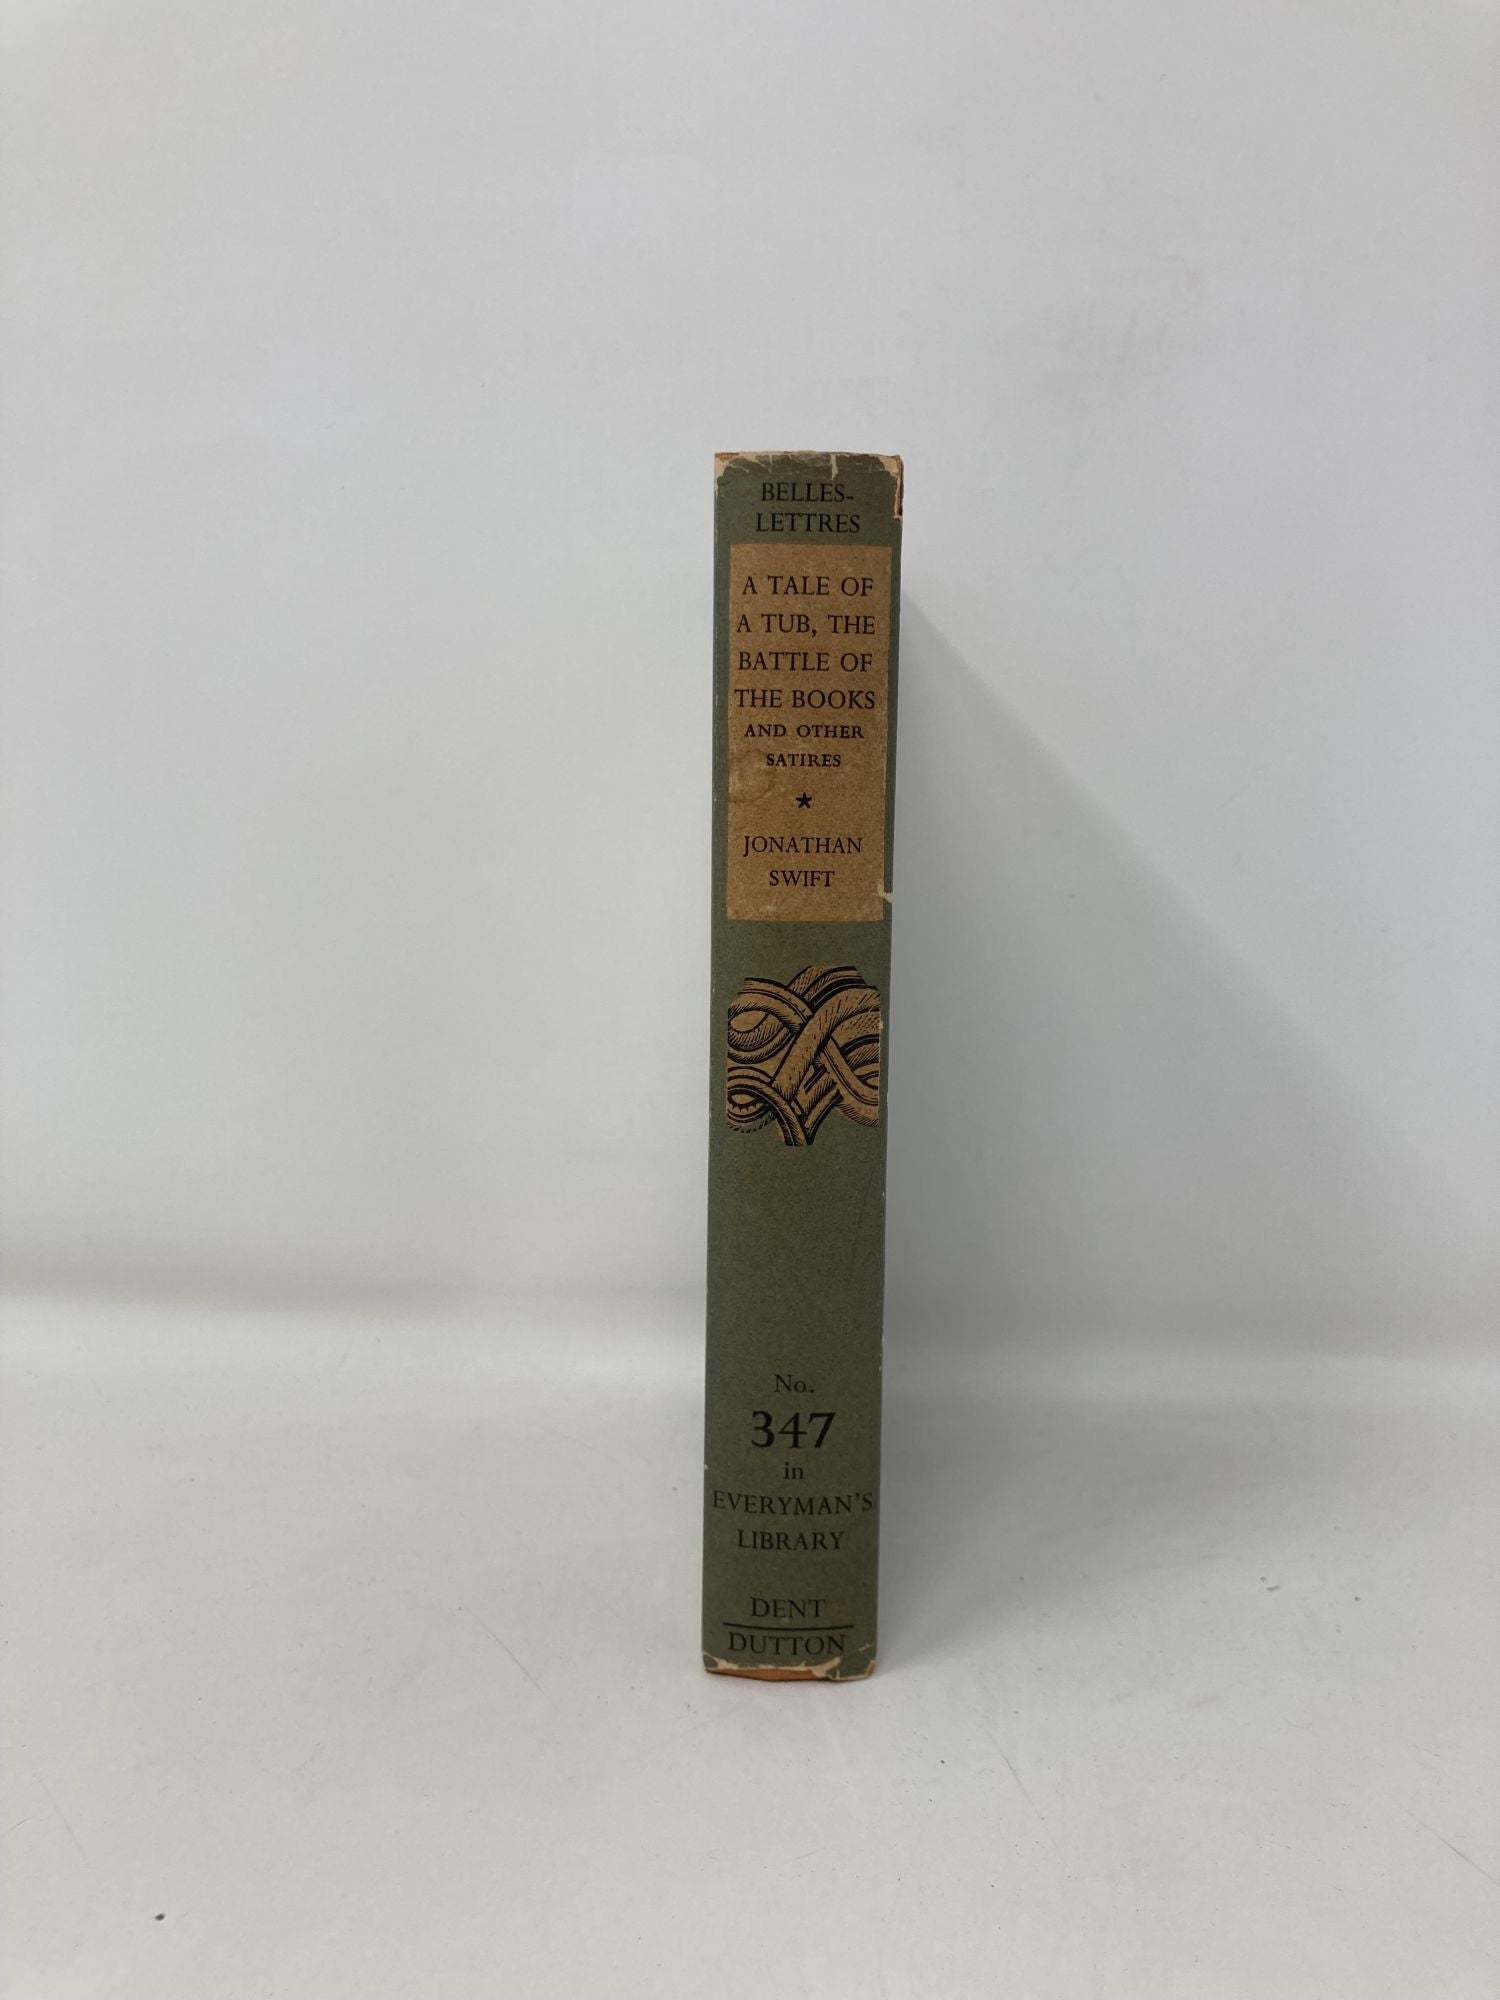 BELLES-
LETTRES
A TALE OF
A TUB, THE
BATTLE OF
THE BOOKS
AND OTHER
SATIRES
★
JONATHAN
SWIFT
No.
347
in
EVERYMAN'S
LIBRARY
DENT
DUTTON